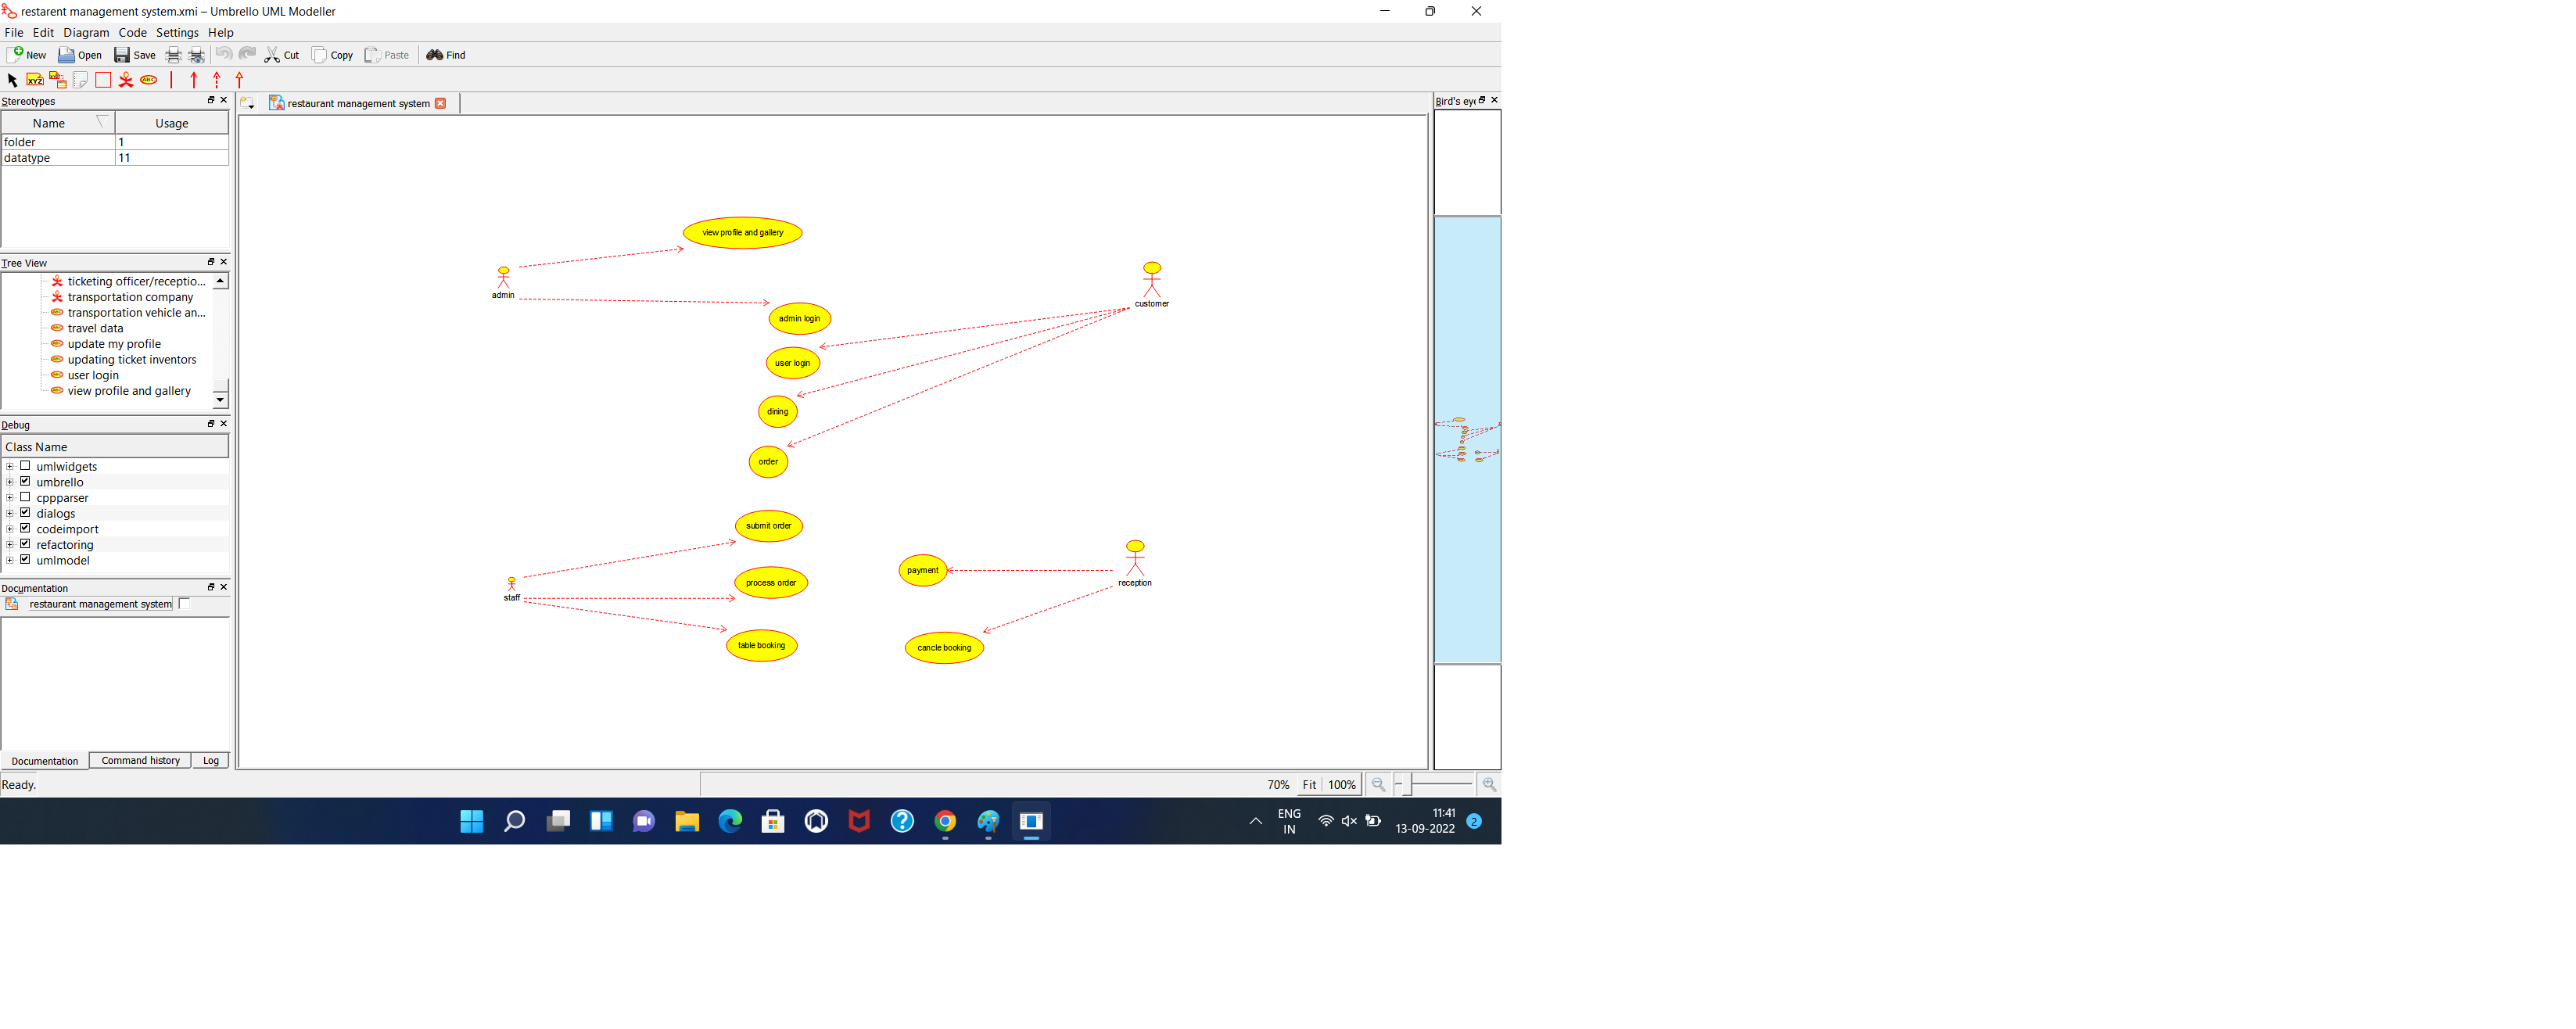 restarent management system.xmi – Umbrello UML Modeller
File Edit Diagram Code Settings Help
New Open Save Cut Copy Paste Find
XYZ ABC
Stereotypes
Name Usage
folder 1
datatype 11
Tree View
ticketing officer/receptio...
transportation company
transportation vehicle an...
travel data
update my profile
updating ticket inventors
user login
view profile and gallery
Debug
Class Name
umlwidgets
umbrello
cppparser
dialogs
codeimport
refactoring
umlmodel
Documentation
restaurant management system
Documentation Command history Log
Ready.
restaurant management system
view profile and gallery
admin
customer
admin login
user login
dining
order
submit order
payment
reception
process order
staff
table booking
cancle booking
Bird's eye
70% Fit 100%
ENG
IN
11:41
13-09-2022
2